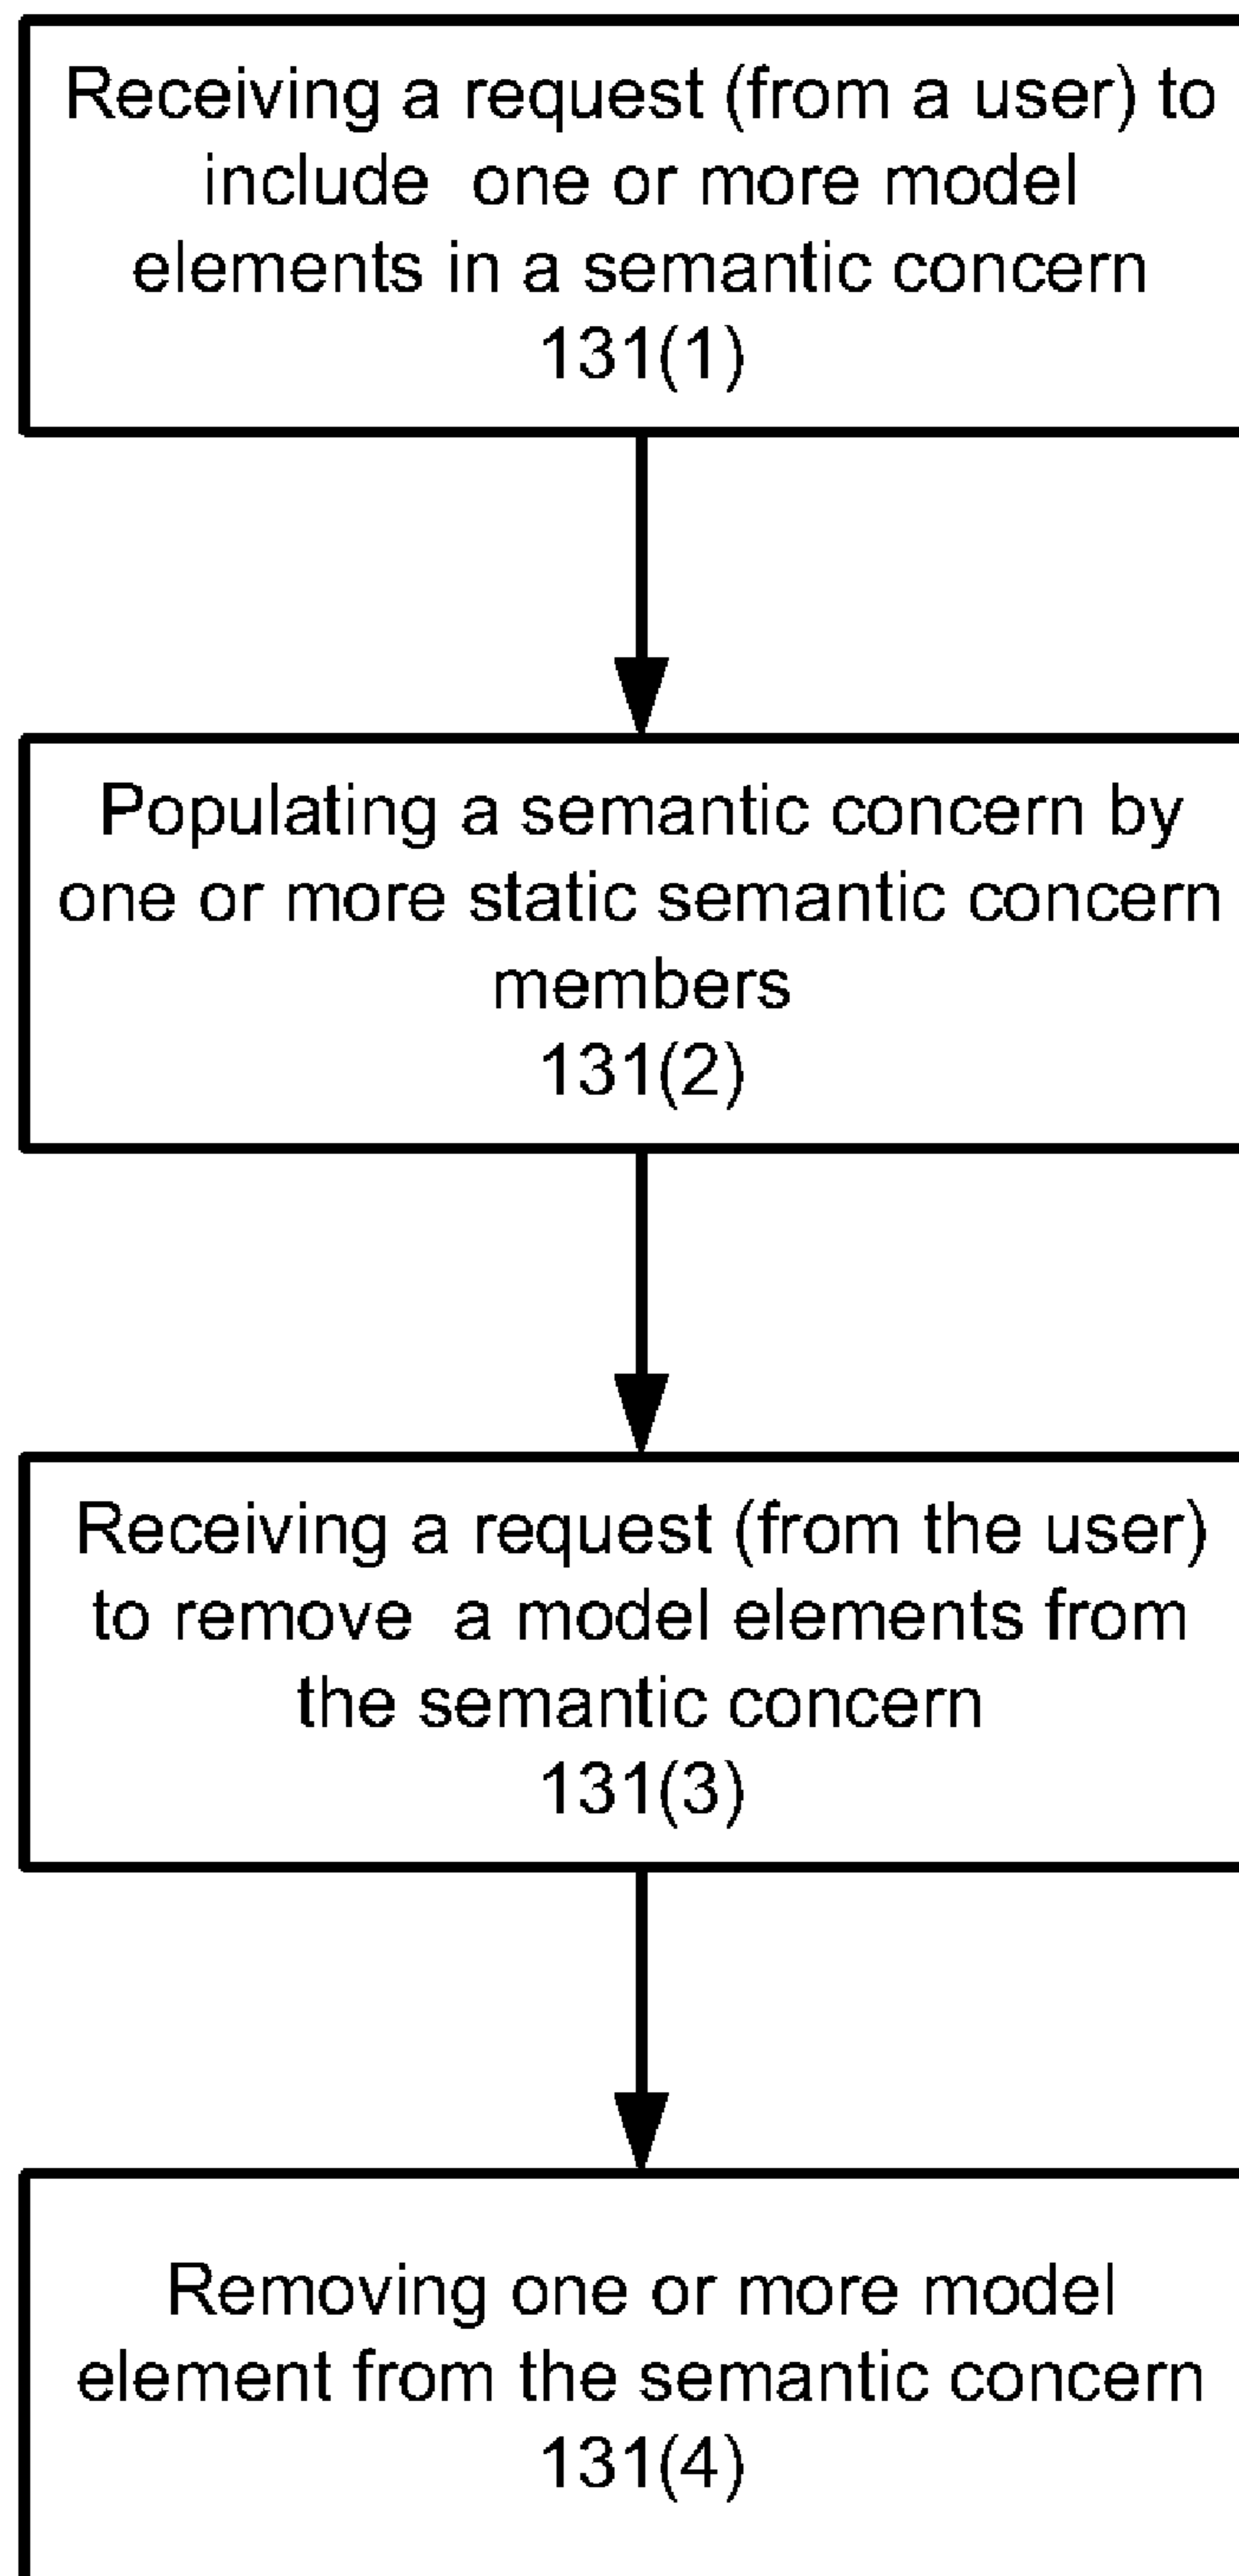 Receiving a request (from a user) to
include one or more model
elements in a semantic concern
131(1)
Populating a semantic concern by
one or more static semantic concern
members
131(2)
Receiving a request (from the user)
to remove a model elements from
the semantic concern
131(3)
Removing one or more model
element from the semantic concern
131(4)